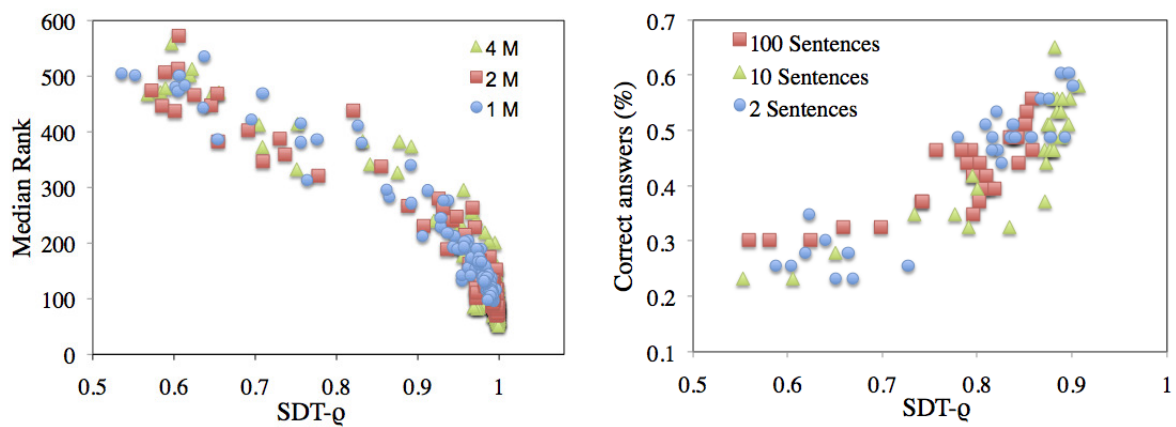 600
500
400
300
200
100
0
Median Rank
0.5 0.6 0.7 0.8 0.9 1
SDT-ϱ
4 M
2 M
1 M
0.7
0.6
0.5
0.4
0.3
0.2
0.1
Correct answers (%)
0.5 0.6 0.7 0.8 0.9 1
SDT-ϱ
100 Sentences
10 Sentences
2 Sentences